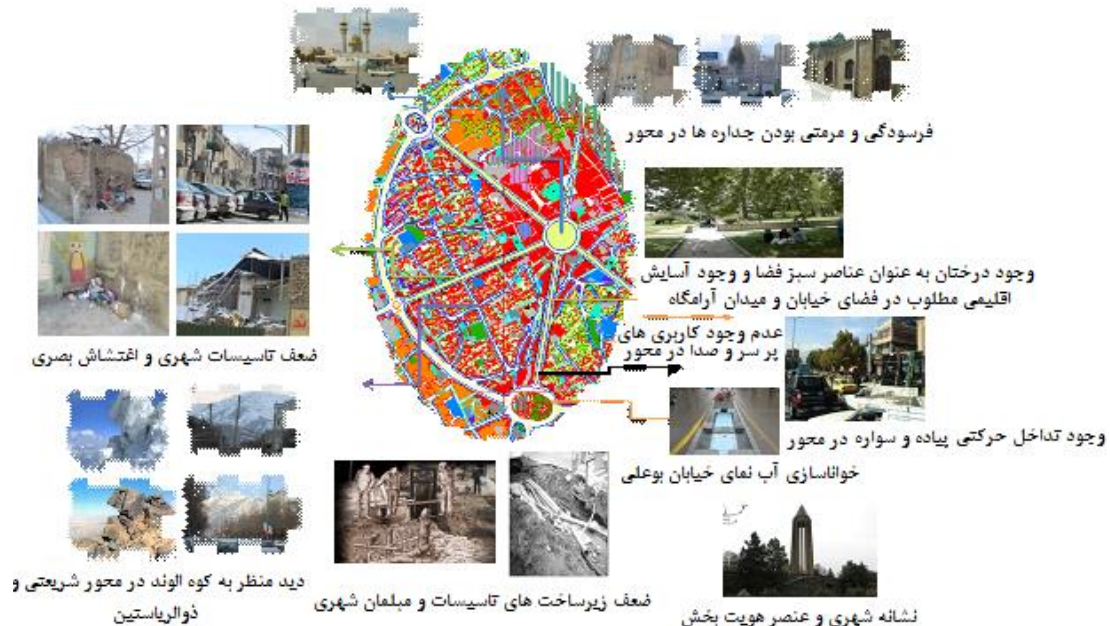 فرسودگی و مرمتی بودن جداره ها در محور
وجود درختان به عنوان عناصر سبز فضا و وجود آسایش
اقلیمی مطلوب در فضای خیابان و میدان آرامگاه
عدم وجود کاربری های
پر سر و صدا در محور
وجود تداخل حرکتی پیاده و سواره در محور
خواناسازی آب نمای خیابان بوعلی
نشانه شهری و عنصر هویت بخش
ضعف تاسیسات شهری و اغتشاش بصری
دید منظر به کوه الوند در محور شریعتی و
ذوالریاستین
ضعف زیرساخت های تاسیسات و مبلمان شهری